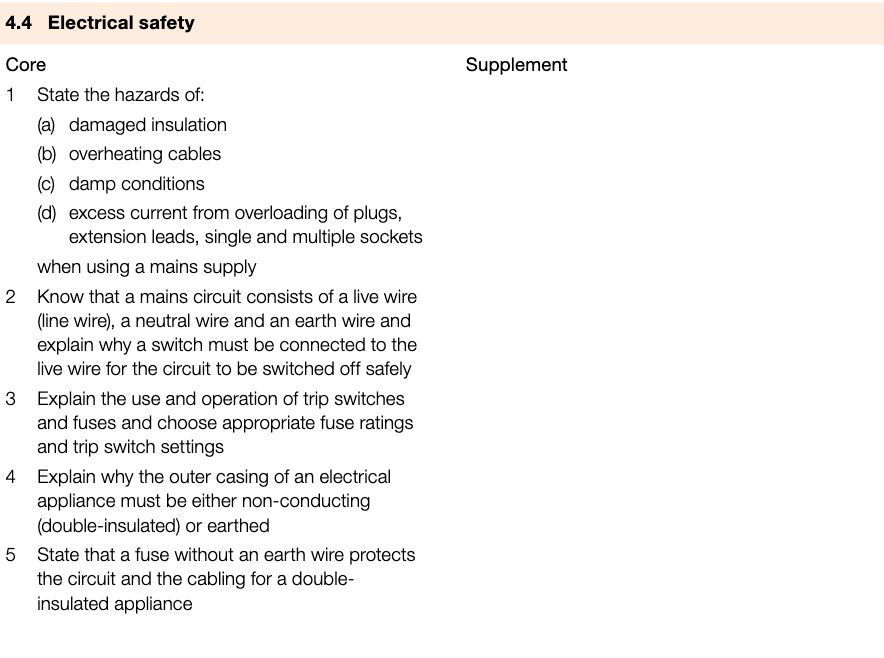 4.4 Electrical safety
Core
Supplement
1 State the hazards of:
(a) damaged insulation
(b) overheating cables
(c) damp conditions
(d) excess current from overloading of plugs,
extension leads, single and multiple sockets
when using a mains supply
2 Know that a mains circuit consists of a live wire
(line wire), a neutral wire and an earth wire and
explain why a switch must be connected to the
live wire for the circuit to be switched off safely
3 Explain the use and operation of trip switches
and fuses and choose appropriate fuse ratings
and trip switch settings
4 Explain why the outer casing of an electrical
appliance must be either non-conducting
(double-insulated) or earthed
5 State that a fuse without an earth wire protects
the circuit and the cabling for a double-
insulated appliance